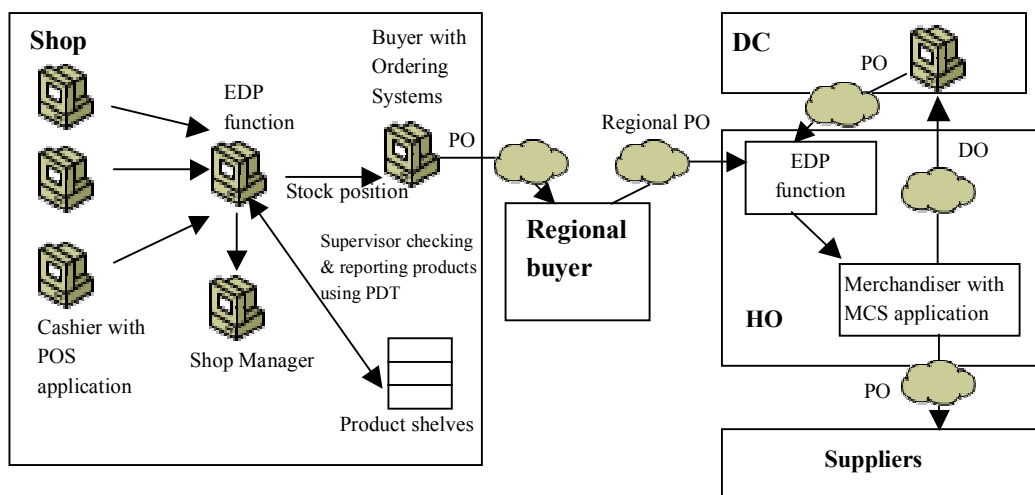 Shop
EDP
function
Buyer with
Ordering
Systems
PO
Stock position
Supervisor checking
& reporting products
using PDT
Cashier with
POS
application
Shop Manager
Product shelves
Regional PO
Regional
buyer
DC
PO
EDP
function
DO
Merchandiser with
MCS application
HO
PO
Suppliers